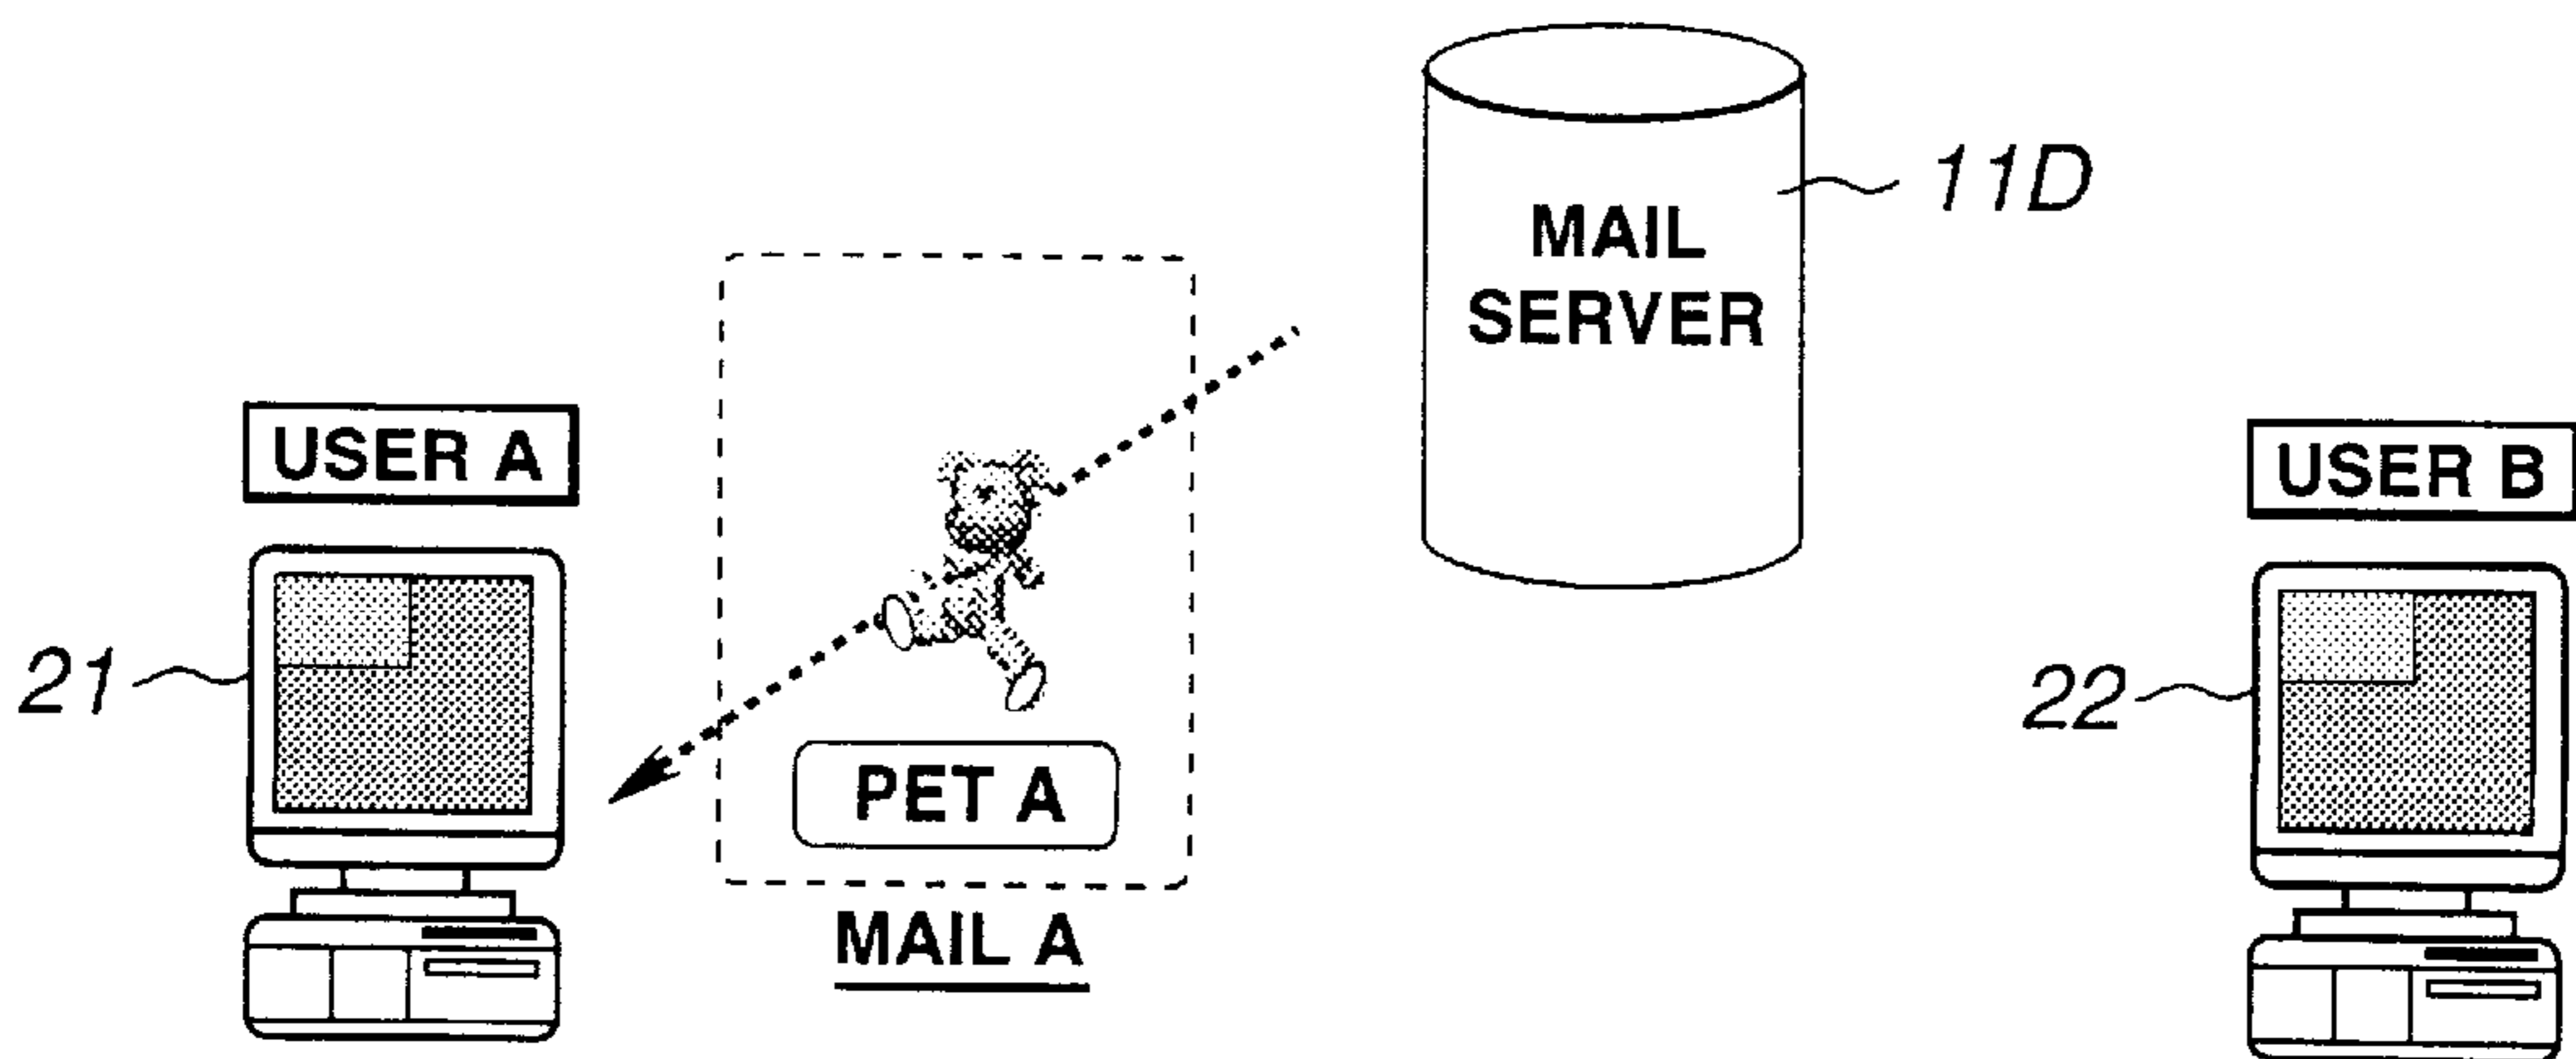 11D
MAIL
SERVER
USER A
USER B
21
22
PET A
MAIL A